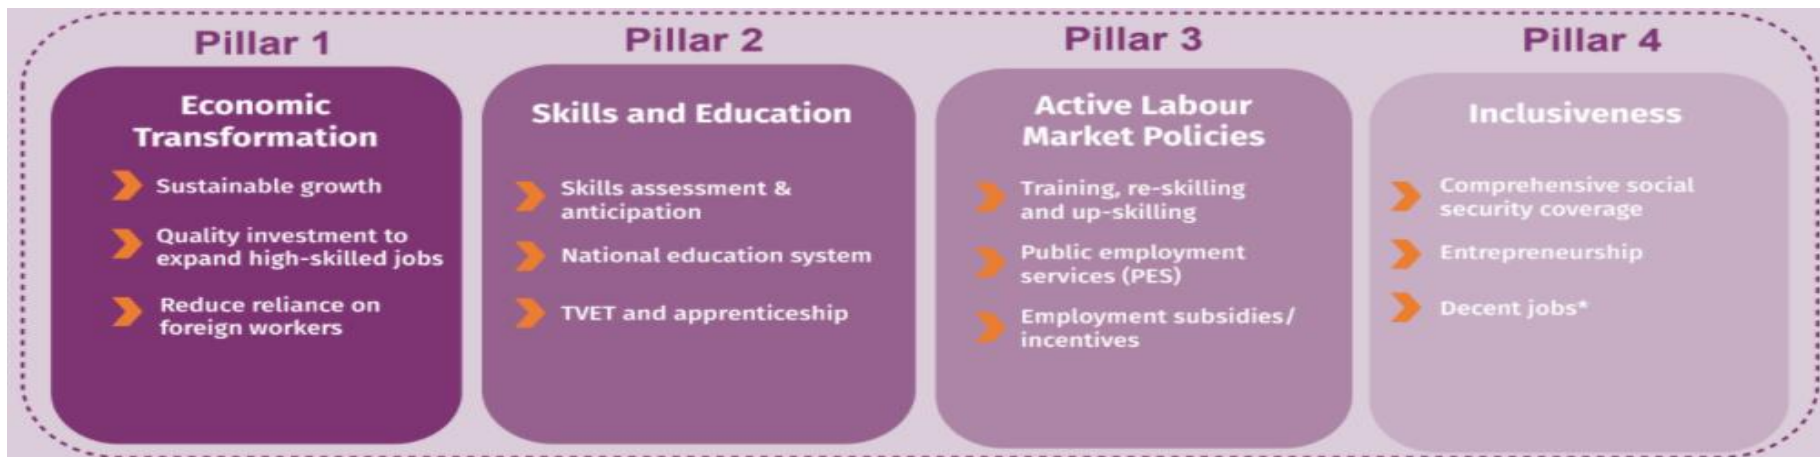 Pillar 1
Economic
Transformation
Sustainable growth
Quality investment to
expand high-skilled jobs
Reduce reliance on
foreign workers
Pillar 2
Skills and Education
Skills assessment &
anticipation
National education system
TVET and apprenticeship
Pillar 3
Active Labour
Market Policies
Training, re-skilling
and up-skilling
Public employment
services (PES)
Employment subsidies/
incentives
Pillar 4
Inclusiveness
Comprehensive social
security coverage
Entrepreneurship
Decent jobs*